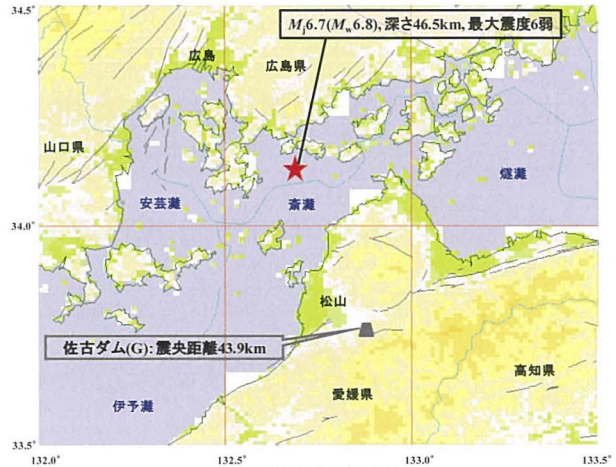 34.5°
Mj6.7(Mw6.8), 深さ46.5km, 最大震度6弱
広島
広島県
山口県
安芸灘
斎灘
燧灘
34.0°
松山
佐古ダム(G): 震央距離43.9km
高知県
愛媛県
伊予灘
33.5°
132.0°
132.5°
133.0°
133.5°